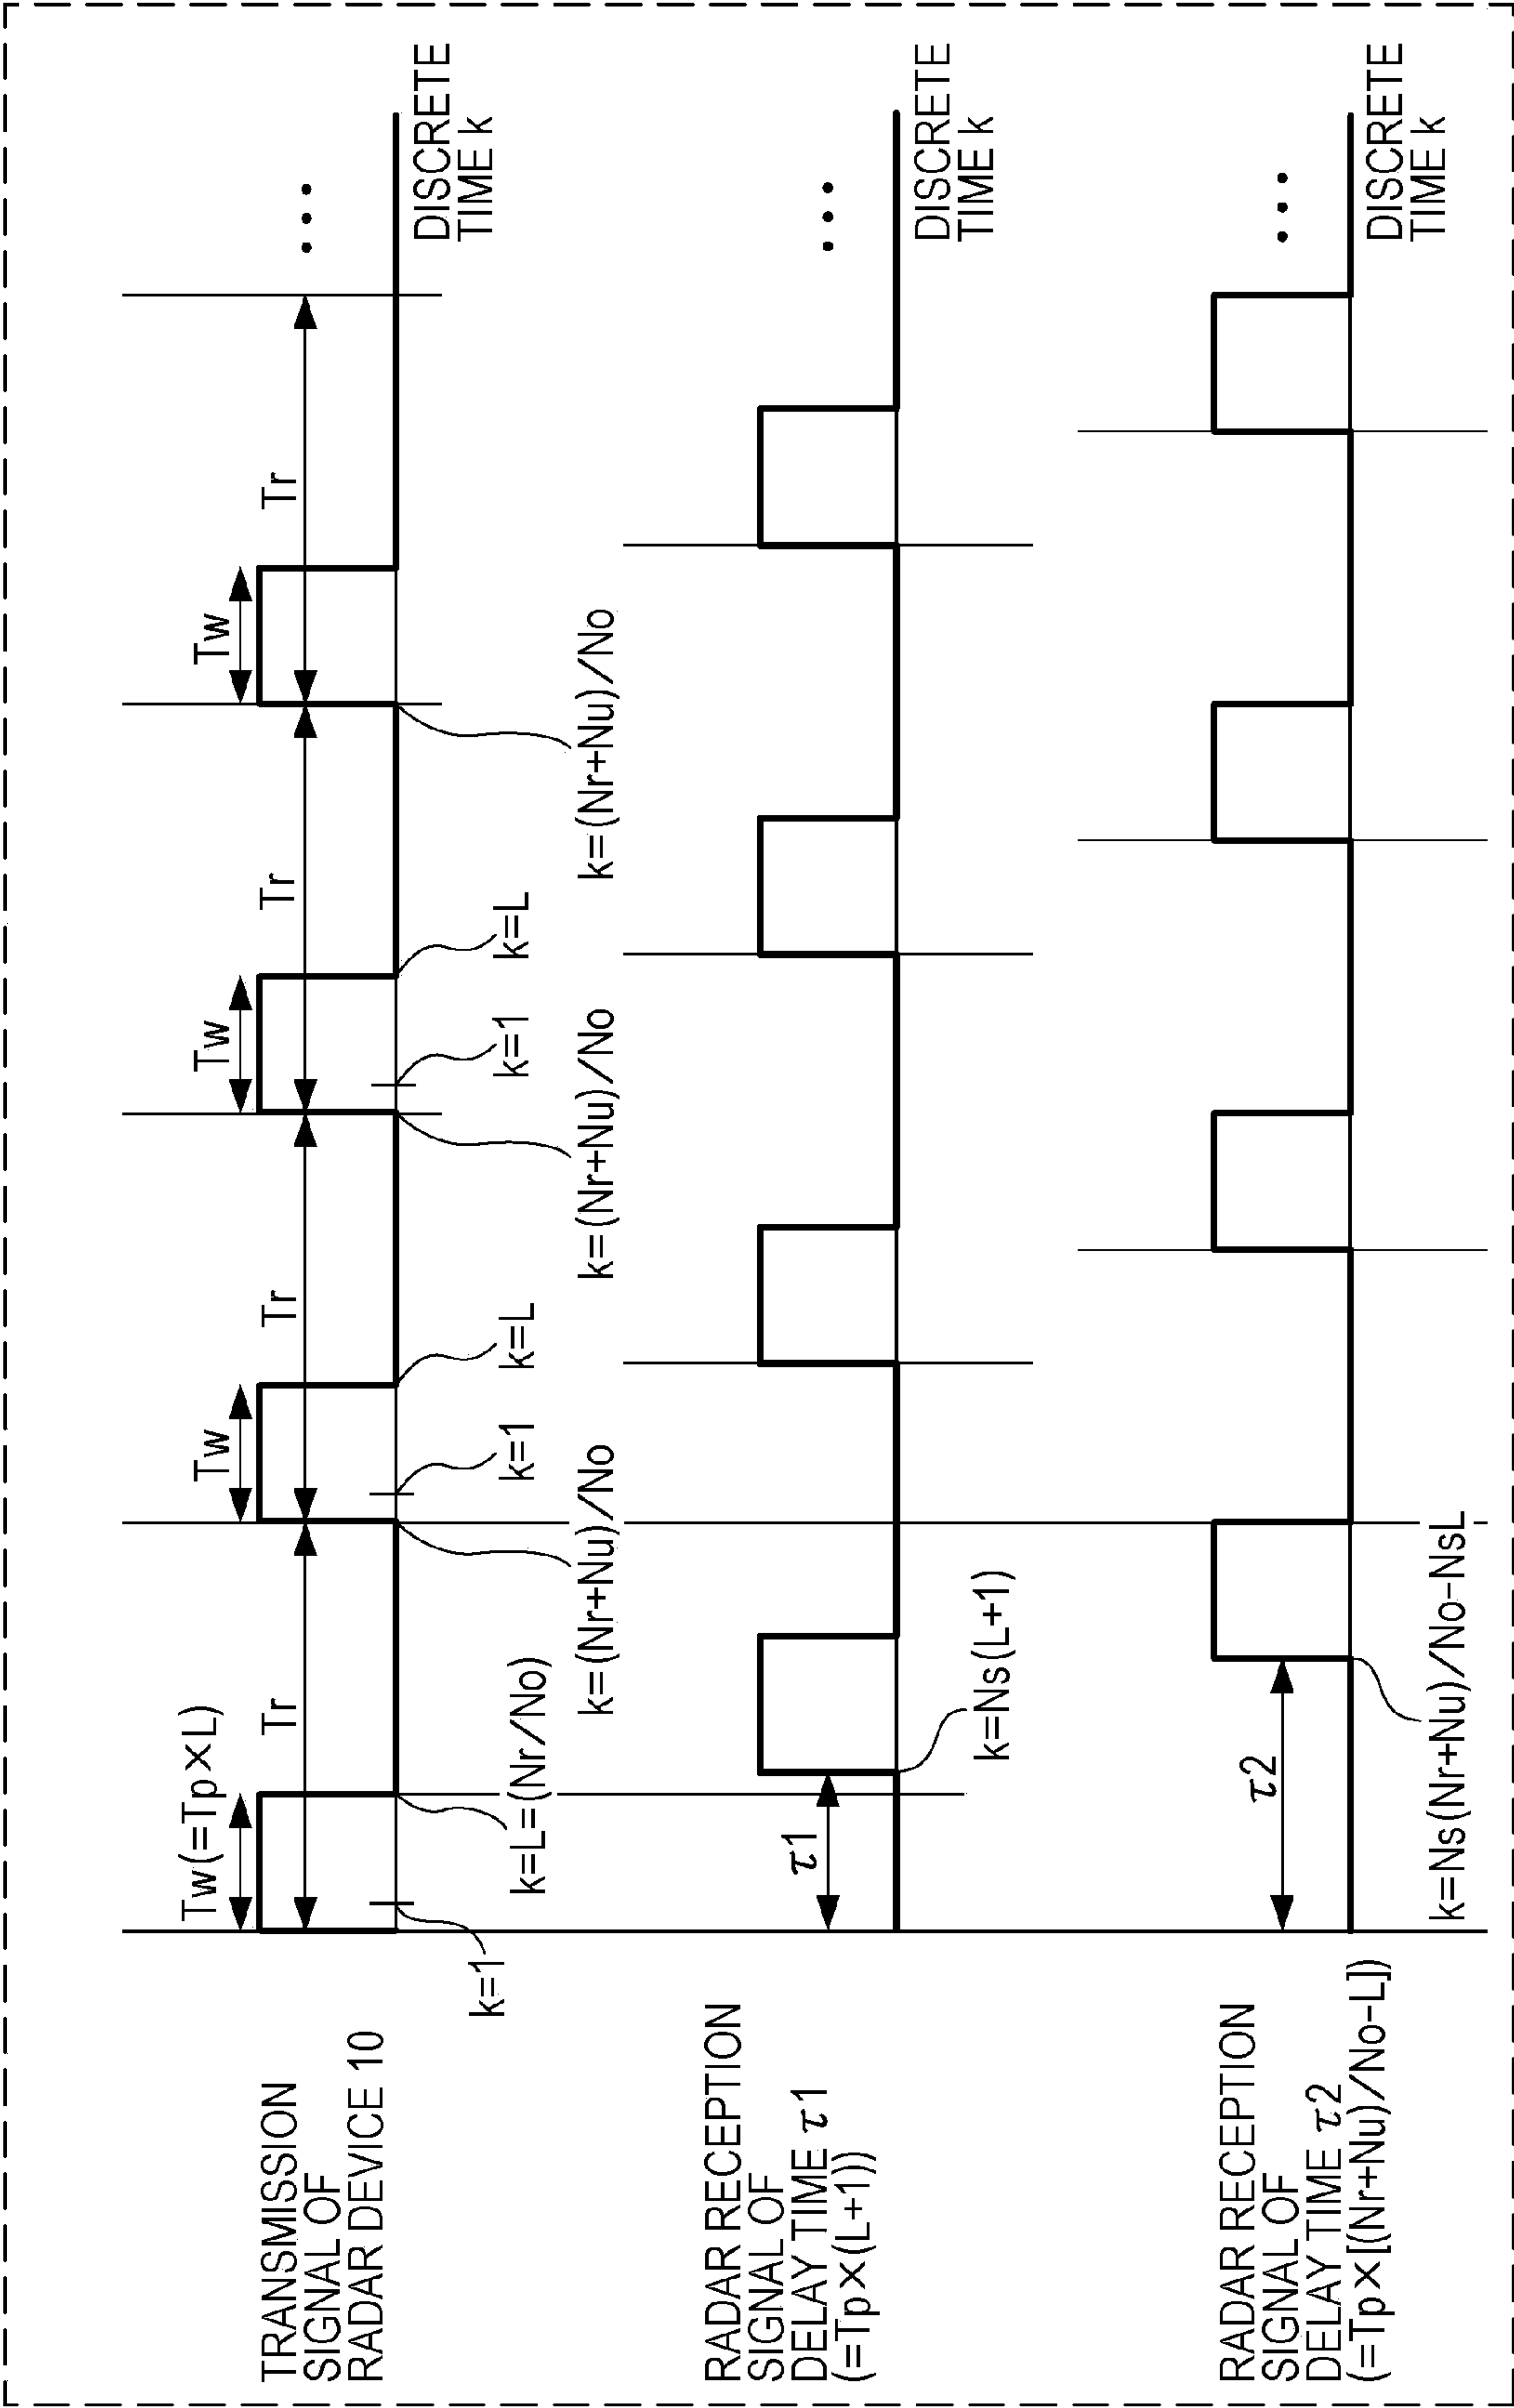 TRANSMISSION
SIGNAL OF
RADAR DEVICE 10
Tw(=Tp×L)
Tw
Tw
Tw
Tr
Tr
Tr
Tr
•••
k=1
k=L=(Nr/No)
k=1
k=L
k=1
k=L
k=(Nr+Nu)/No
k=(Nr+Nu)/No
k=(Nr+Nu)/No
DISCRETE
TIME k
RADAR RECEPTION
SIGNAL OF
DELAY TIME τ1
(=Tp×(L+1))
τ1
•••
k=Ns(L+1)
DISCRETE
TIME k
RADAR RECEPTION
SIGNAL OF
DELAY TIME τ2
(=Tp×[(Nr+Nu)/No-L])
τ2
•••
k=Ns(Nr+Nu)/No-NsL
DISCRETE
TIME k